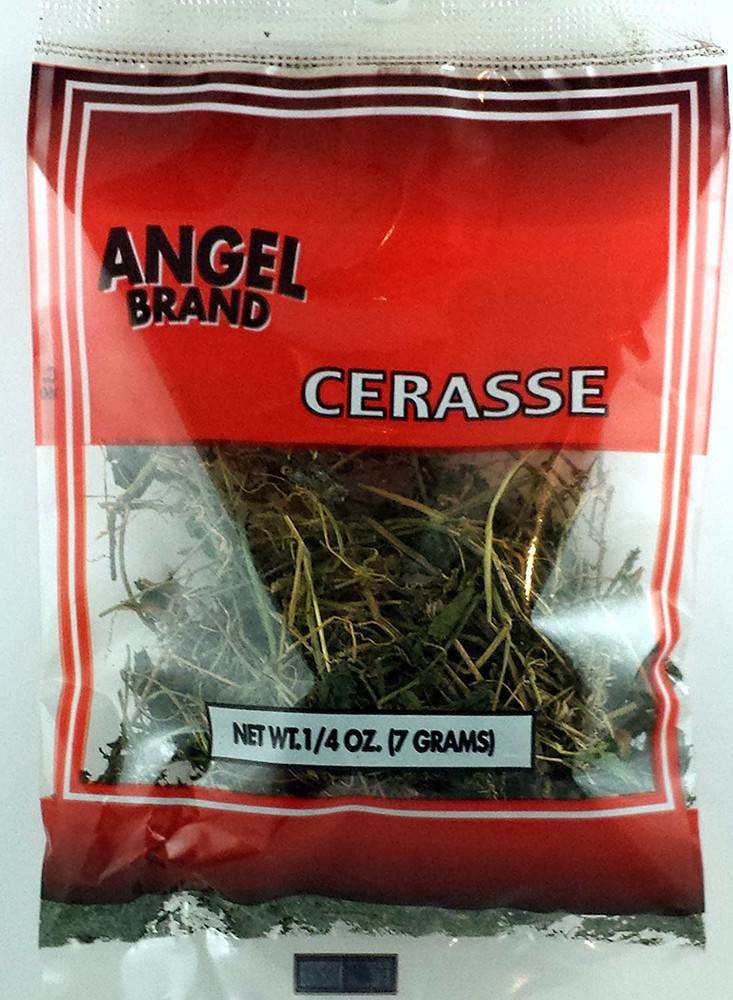 ANGEL
BRAND
CERASSE
NET WT.1/4 OZ. (7 GRAMS)